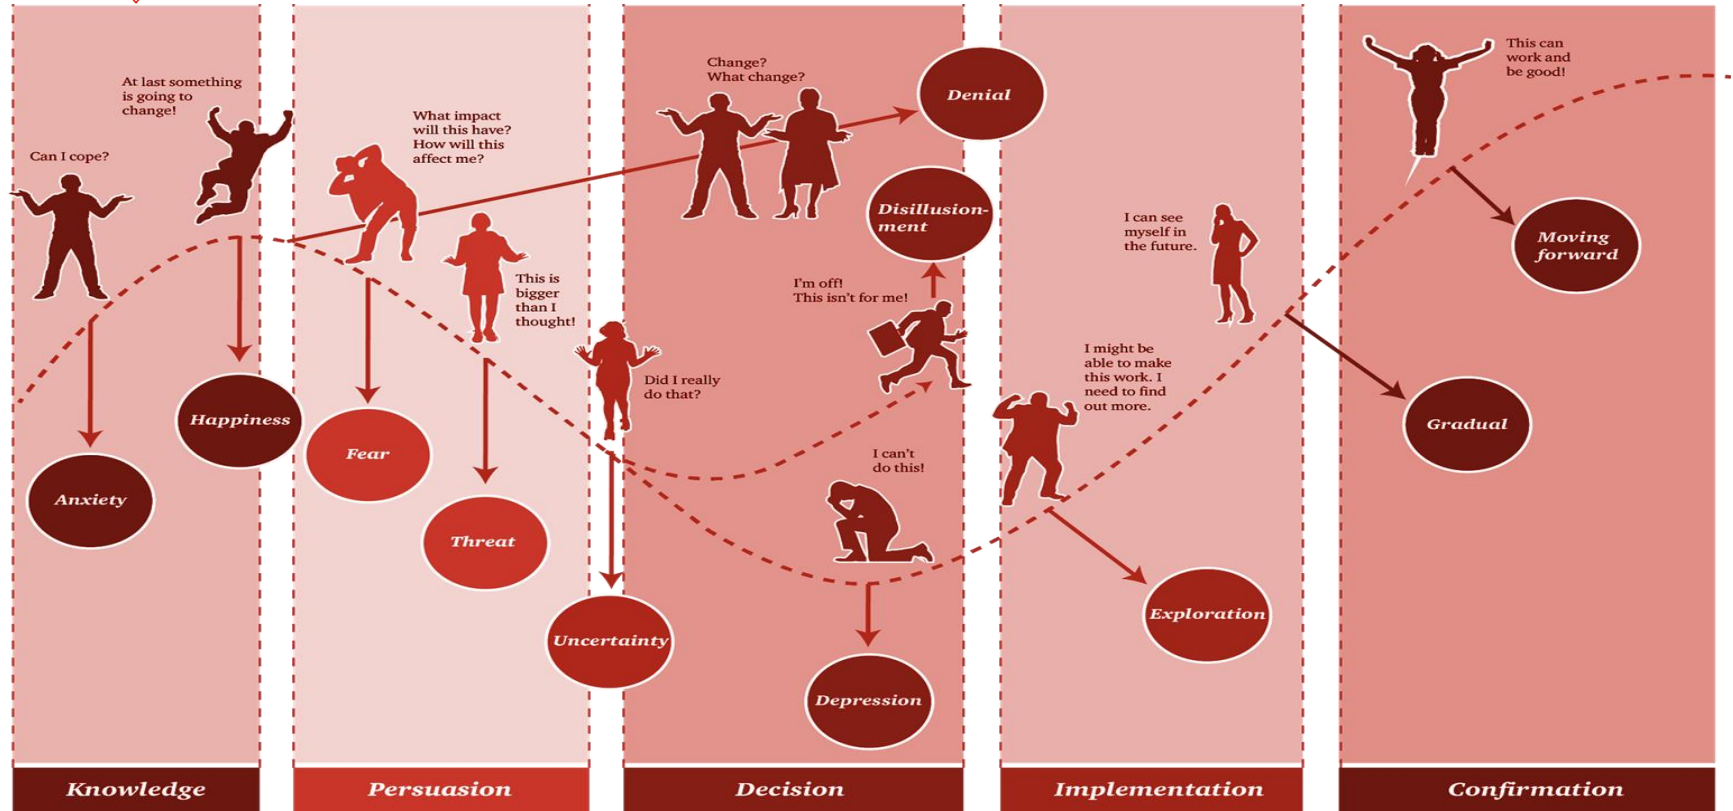 Can I cope?
At last something
is going to
change!
Anxiety
Happiness
What impact
will this have?
How will this
affect me?
This is
bigger
than I
thought!
Fear
Threat
Did I really
do that?
Uncertainty
Change?
What change?
Denial
Disillusion-
ment
I'm off!
This isn't for me!
I can't
do this!
Depression
I might be
able to make
this work. I
need to find
out more.
Exploration
I can see
myself in
the future.
Gradual
This can
work and
be good!
Moving
forward
Knowledge
Persuasion
Decision
Implementation
Confirmation